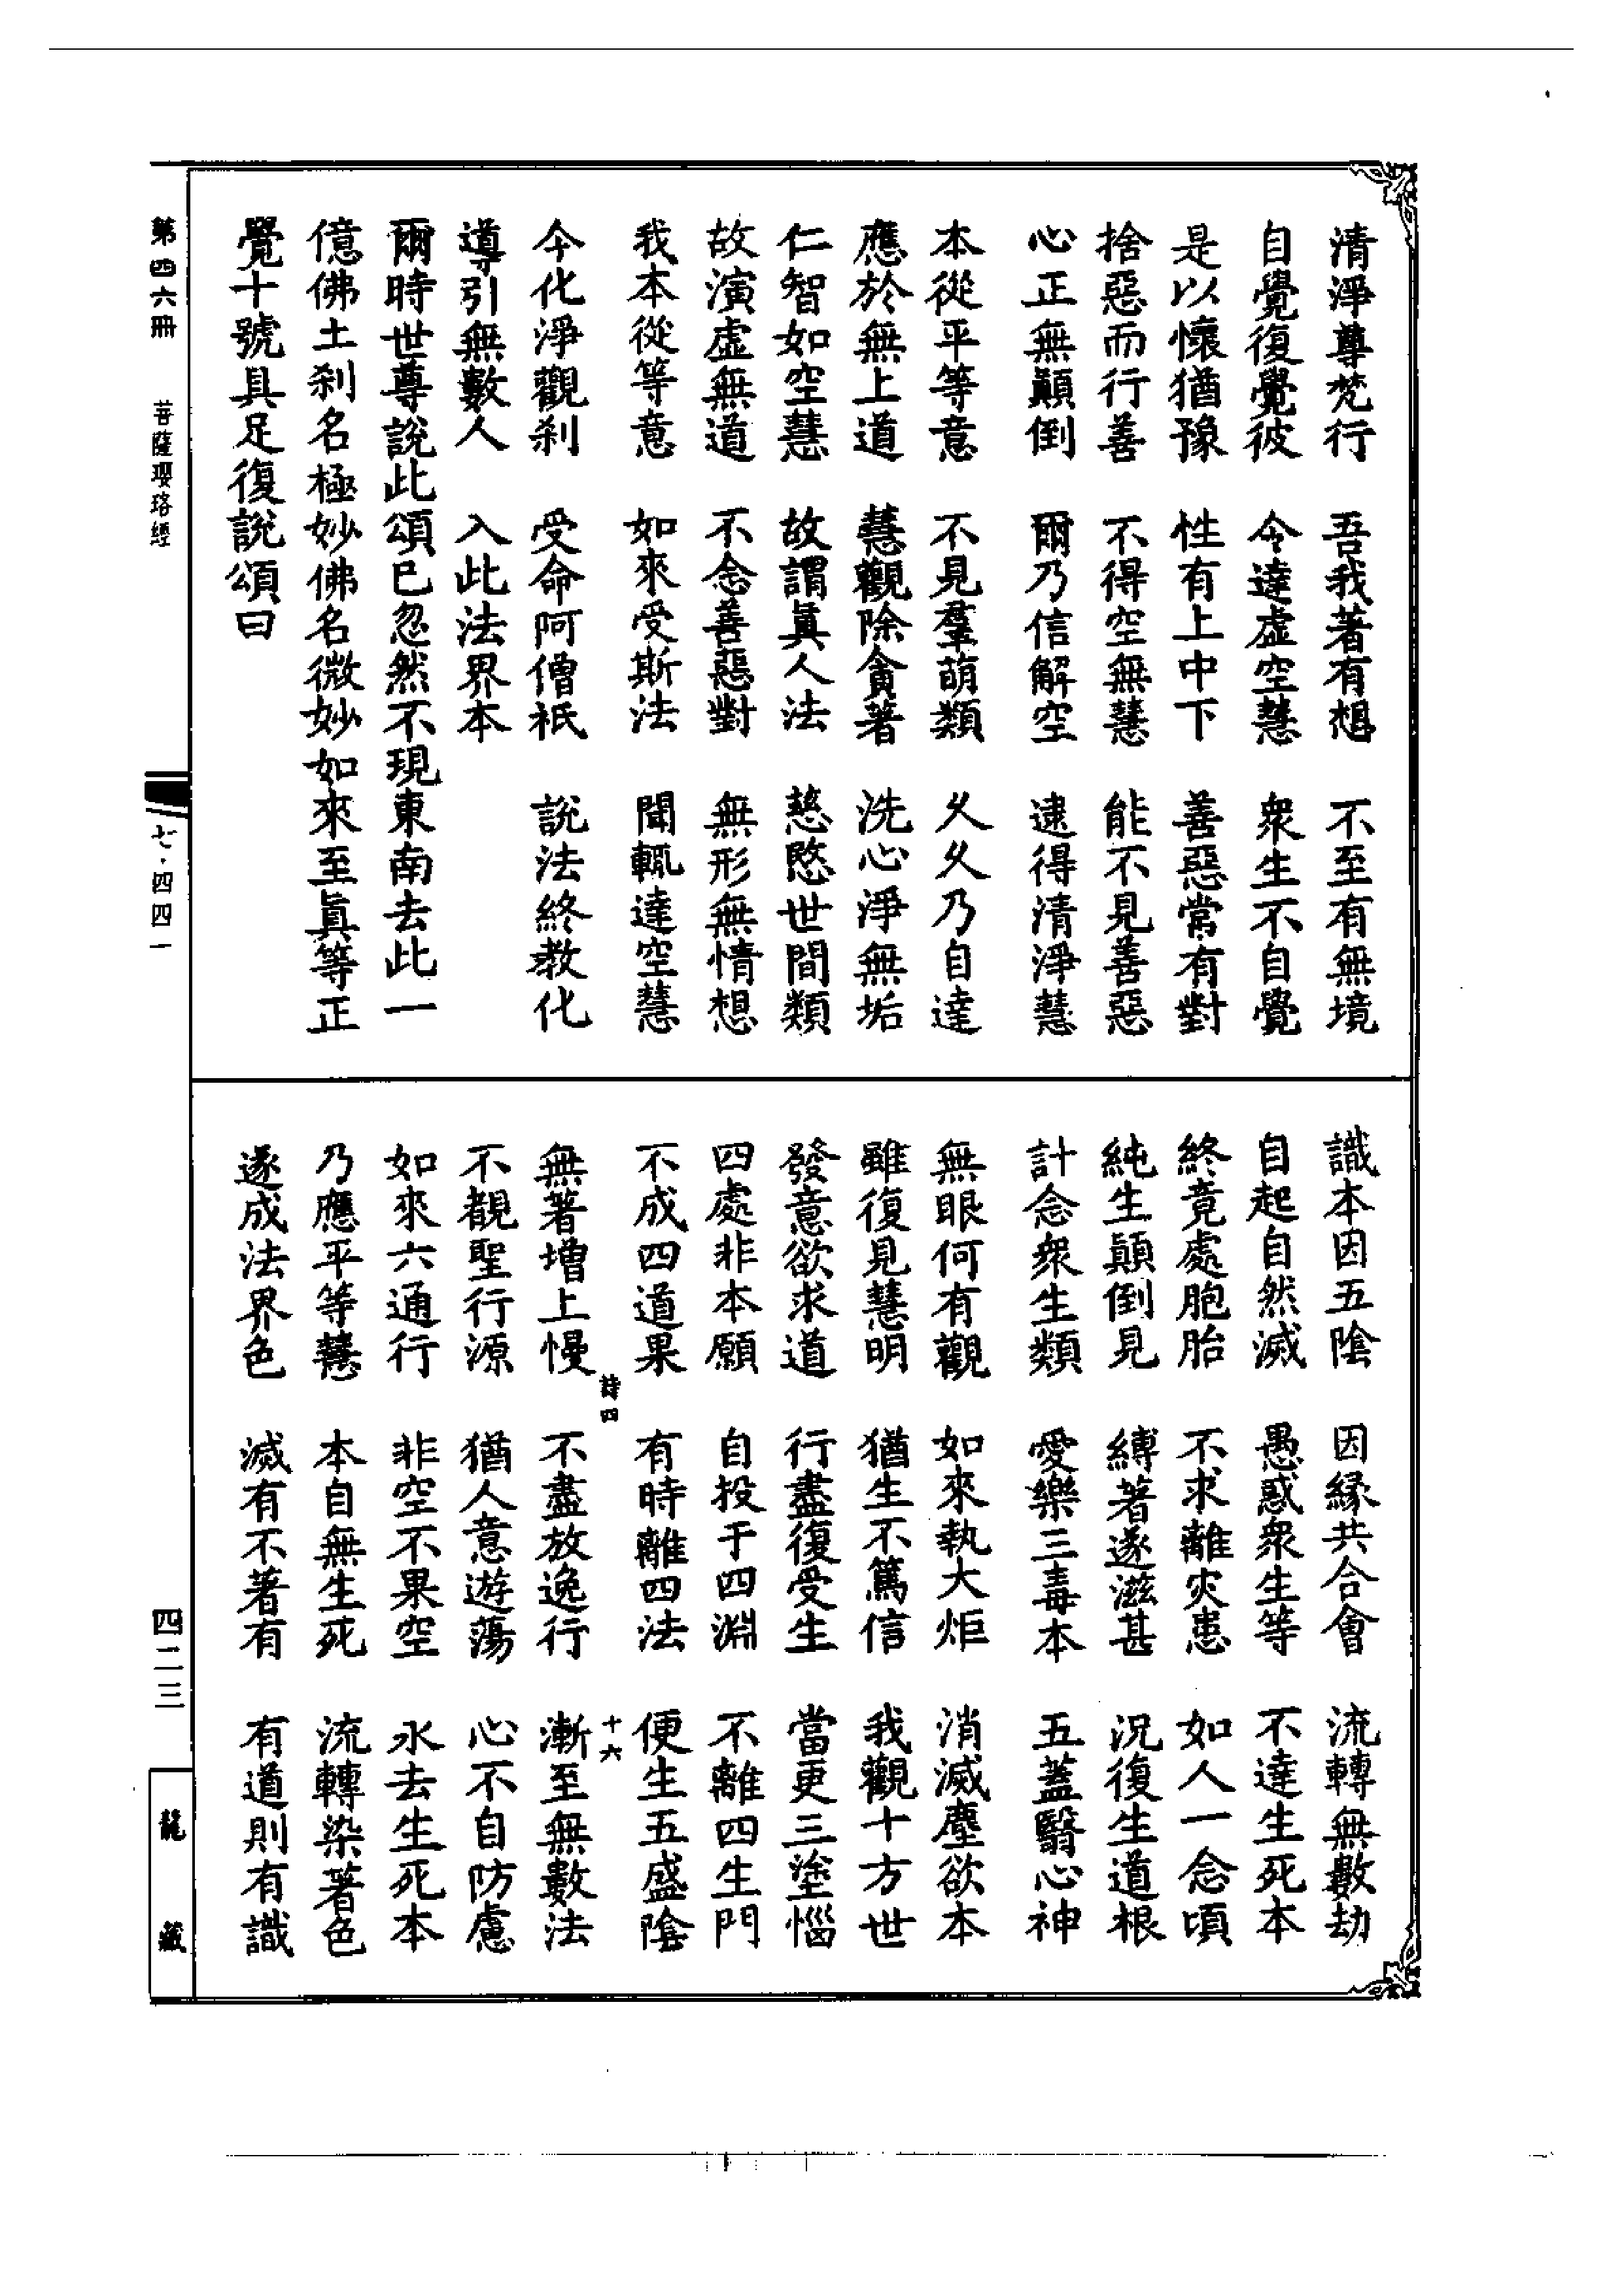 清淨尊梵行　吾我著有想　不至有無境
自覺復覺彼　令達虛空慧　衆生不自覺
是以懷猶豫　性有上中下　善惡常有對
捨惡而行善　不得空無慧　能不見善惡
心正無顚倒　爾乃信解空　逮得清淨慧
本從平等意　不見羣萌類　久久乃自達
應於無上道　慧觀除貪著　洗心淨無垢
仁智如空慧　故謂眞人法　慈愍世間類
故演虛無道　不念善惡對　無形無情想
我本從等意　如來受斯法　聞輒達空慧
今化淨觀刹　受命阿僧祇　說法終教化
導引無數人　入此法界本
爾時世尊說此頌已忽然不現東南去此一
億佛土刹名極妙佛名微妙如來至眞等正
覺十號具足復說頌曰
識本因五陰　因緣共合會　流轉無數劫
自起自然滅　愚惑衆生等　不達生死本
終竟處胞胎　不求離灾患　如人一念頃
純生顚倒見　縛著遂滋甚　況復生道根
計念衆生類　愛樂三毒本　五蓋翳心神
無眼何有觀　如來執大炬　消滅塵欲本
雖復見慧明　猶生不篤信　我觀十方世
發意欲求道　行盡復受生　當更三塗惱
四處非本願　自投于四淵　不離四生門
不成四道果　有時離四法　便生五盛陰
詩四　十六
無著增上慢　不盡放逸行　漸至無數法
不覩聖行源　猶人意遊蕩　心不自防慮
如來六通行　非空不果空　永去生死本
乃應平等慧　本自無生死　流轉染著色
遂成法界色　滅有不著有　有道則有識
第四六册　菩薩瓔珞經　七·四四一　四二三　龍藏